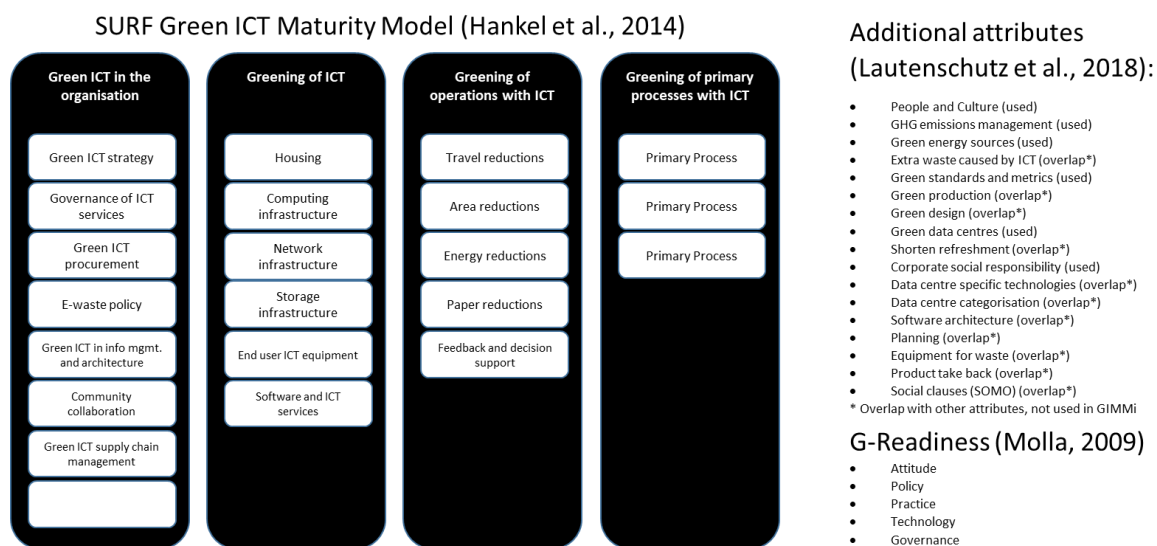 SURF Green ICT Maturity Model (Hankel et al., 2014)
Green ICT in the
organisation
Green ICT strategy
Governance of ICT
services
Green ICT
procurement
E-waste policy
Green ICT in info mgmt.
and architecture
Community
collaboration
Green ICT supply chain
management
Greening of ICT
Housing
Computing
infrastructure
Network
infrastructure
Storage
infrastructure
End user ICT equipment
Software and ICT
services
Greening of
operations with ICT
Travel reductions
Area reductions
Energy reductions
Paper reductions
Feedback and decision
support
Greening of primary
processes with ICT
Primary Process
Primary Process
Primary Process
Additional attributes
(Lautenschutz et al., 2018):
• People and Culture (used)
• GHG emissions management (used)
• Green energy sources (used)
• Extra waste caused by ICT (overlap*)
• Green standards and metrics (used)
• Green production (overlap*)
• Green design (overlap*)
• Green data centres (used)
• Shorten refreshment (overlap*)
• Corporate social responsibility (used)
• Data centre specific technologies (overlap*)
• Data centre categorisation (overlap*)
• Software architecture (overlap*)
• Planning (overlap*)
• Equipment for waste (overlap*)
• Product take back (overlap*)
• Social clauses (SOMO) (overlap*)
* Overlap with other attributes, not used in GIMMi
G-Readiness (Molla, 2009)
• Attitude
• Policy
• Practice
• Technology
• Governance